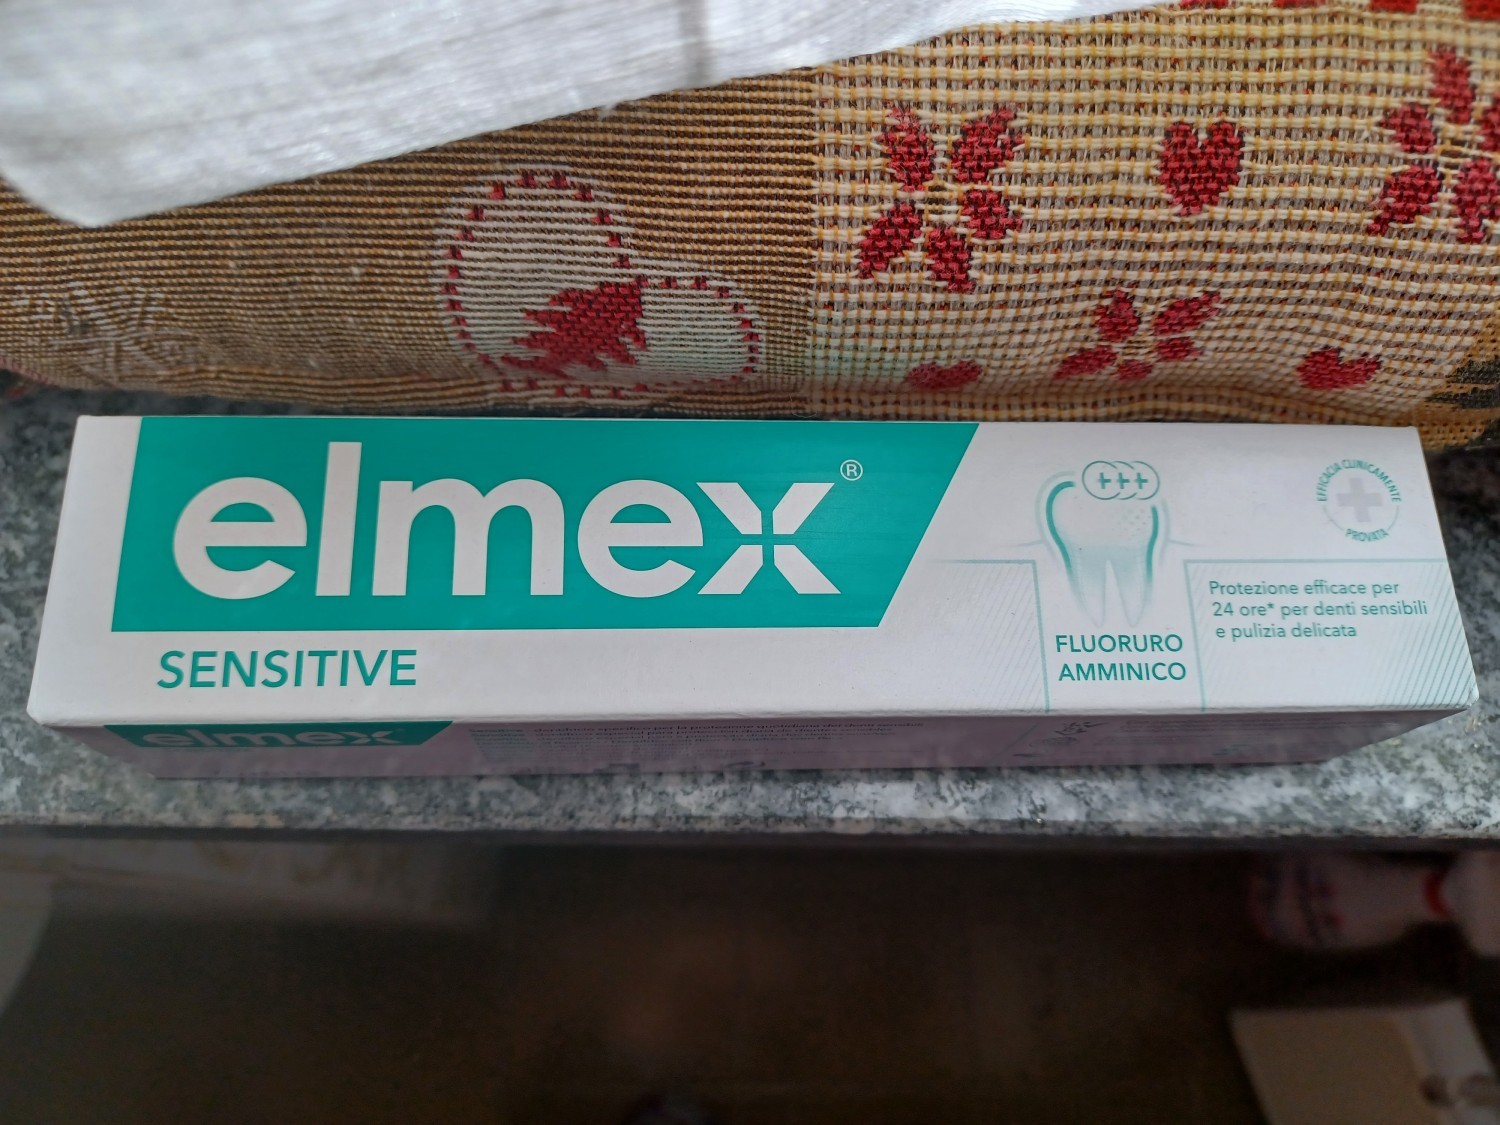 elmex®
SENSITIVE
+++
FLUORURO
AMMINICO
EFFICACIA CLINICAMENTE
PROVATA
Protezione efficace per
24 ore* per denti sensibili
e pulizia delicata
elmex